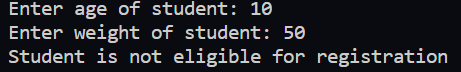 Enter age of student: 10
Enter weight of student: 50
Student is not eligible for registration